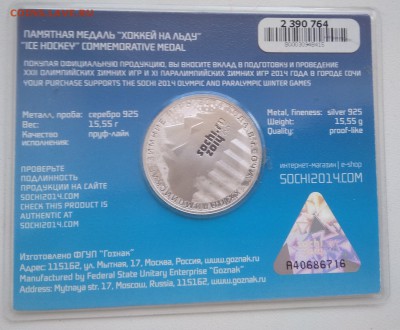 2 390 764
ПАМЯТНАЯ МЕДАЛЬ "ХОККЕЙ НА ЛЬДУ"
"ICE HOCKEY" COMMEMORATIVE MEDAL
ПОКУПАЯ ОФИЦИАЛЬНУЮ ПРОДУКЦИЮ, ВЫ ВНОСИТЕ ВКЛАД В ПОДГОТОВКУ И ПРОВЕДЕНИЕ
XXII ОЛИМПИЙСКИХ ЗИМНИХ ИГР И XI ПАРАЛИМПИЙСКИХ ЗИМНИХ ИГР 2014 ГОДА В ГОРОДЕ СОЧИ
YOUR PURCHASE SUPPORTS THE SOCHI 2014 OLYMPIC AND PARALYMPIC WINTER GAMES
Металл, проба: серебро 925
Вес: 15,55 г
Качество пруф-лайк
исполнения:
Metal, fineness: silver 925
Weight: 15,55 g
Quality: proof-like
sochi.ru
2014
ПРОВЕРЬТЕ
ПОДЛИННОСТЬ
ПРОДУКЦИИ НА САЙТЕ
SOCHI2014.COM
CHECK THIS PRODUCT IS
AUTHENTIC AT
SOCHI2014.COM
ИНТЕРНЕТ-МАГАЗИН | E-SHOP
SOCHI2014.COM
A40686716
Изготовлено ФГУП "Гознак"
Адрес: 115162, ул. Мытная, 17, Москва, Россия, www.goznak.ru
Manufactured by Federal State Unitary Enterprise "Goznak"
Address: Mytnaya str. 17, Moscow, Russia, 115162, www.goznak.ru